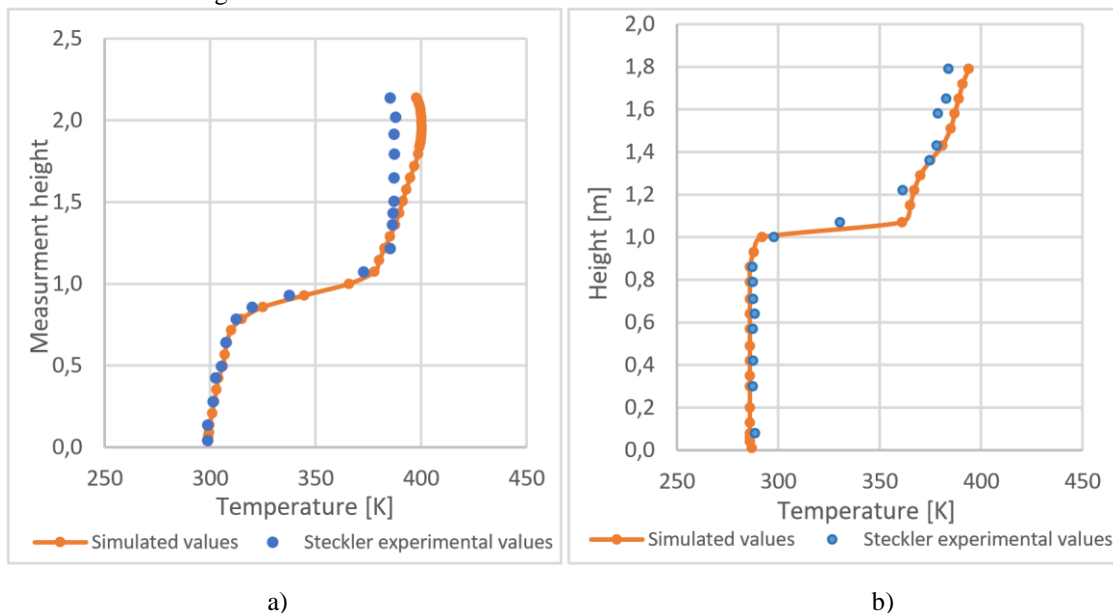 2,5
2,0
1,5
1,0
0,5
0,0
Measurment height
250 300 350 400 450
Temperature [K]
Simulated values Steckler experimental values
2,0
1,8
1,6
1,4
1,2
1,0
0,8
0,6
0,4
0,2
0,0
Height [m]
250 300 350 400 450
Temperature [K]
Simulated values Steckler experimental values
a) b)